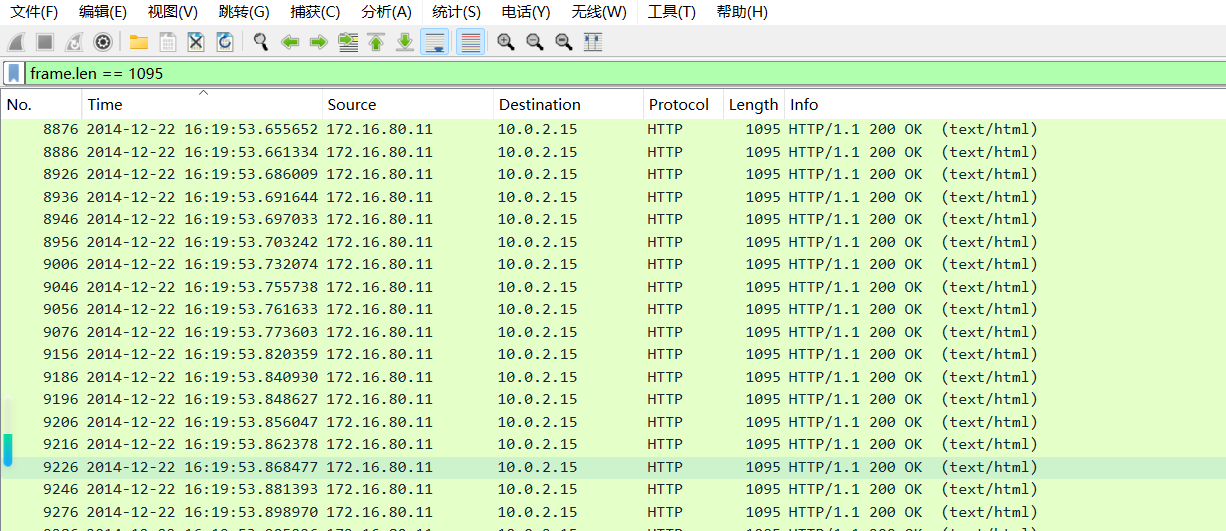 文件(F) 编辑(E) 视图(V) 跳转(G) 捕获(C) 分析(A) 统计(S) 电话(Y) 无线(W) 工具(T) 帮助(H)
frame.len == 1095
No. Time Source Destination Protocol Length Info
8876 2014-12-22 16:19:53.655652 172.16.80.11 10.0.2.15 HTTP 1095 HTTP/1.1 200 OK (text/html)
8886 2014-12-22 16:19:53.661334 172.16.80.11 10.0.2.15 HTTP 1095 HTTP/1.1 200 OK (text/html)
8926 2014-12-22 16:19:53.686009 172.16.80.11 10.0.2.15 HTTP 1095 HTTP/1.1 200 OK (text/html)
8936 2014-12-22 16:19:53.691644 172.16.80.11 10.0.2.15 HTTP 1095 HTTP/1.1 200 OK (text/html)
8946 2014-12-22 16:19:53.697033 172.16.80.11 10.0.2.15 HTTP 1095 HTTP/1.1 200 OK (text/html)
8956 2014-12-22 16:19:53.703242 172.16.80.11 10.0.2.15 HTTP 1095 HTTP/1.1 200 OK (text/html)
9006 2014-12-22 16:19:53.732074 172.16.80.11 10.0.2.15 HTTP 1095 HTTP/1.1 200 OK (text/html)
9046 2014-12-22 16:19:53.755738 172.16.80.11 10.0.2.15 HTTP 1095 HTTP/1.1 200 OK (text/html)
9056 2014-12-22 16:19:53.761633 172.16.80.11 10.0.2.15 HTTP 1095 HTTP/1.1 200 OK (text/html)
9076 2014-12-22 16:19:53.773603 172.16.80.11 10.0.2.15 HTTP 1095 HTTP/1.1 200 OK (text/html)
9156 2014-12-22 16:19:53.820359 172.16.80.11 10.0.2.15 HTTP 1095 HTTP/1.1 200 OK (text/html)
9186 2014-12-22 16:19:53.840930 172.16.80.11 10.0.2.15 HTTP 1095 HTTP/1.1 200 OK (text/html)
9196 2014-12-22 16:19:53.848627 172.16.80.11 10.0.2.15 HTTP 1095 HTTP/1.1 200 OK (text/html)
9206 2014-12-22 16:19:53.856047 172.16.80.11 10.0.2.15 HTTP 1095 HTTP/1.1 200 OK (text/html)
9216 2014-12-22 16:19:53.862378 172.16.80.11 10.0.2.15 HTTP 1095 HTTP/1.1 200 OK (text/html)
9226 2014-12-22 16:19:53.868477 172.16.80.11 10.0.2.15 HTTP 1095 HTTP/1.1 200 OK (text/html)
9246 2014-12-22 16:19:53.881393 172.16.80.11 10.0.2.15 HTTP 1095 HTTP/1.1 200 OK (text/html)
9276 2014-12-22 16:19:53.898970 172.16.80.11 10.0.2.15 HTTP 1095 HTTP/1.1 200 OK (text/html)